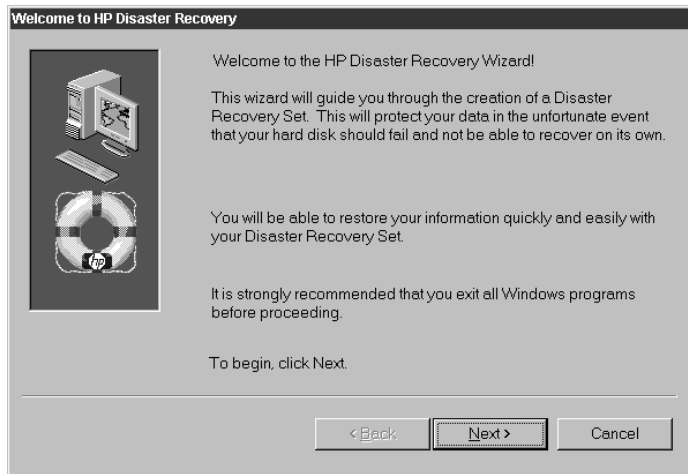 Welcome to HP Disaster Recovery
Welcome to the HP Disaster Recovery Wizard!
This wizard will guide you through the creation of a Disaster
Recovery Set. This will protect your data in the unfortunate event
that your hard disk should fail and not be able to recover on its own.
You will be able to restore your information quickly and easily with
your Disaster Recovery Set.
It is strongly recommended that you exit all Windows programs
before proceeding.
To begin, click Next.
hp
< Back
Next >
Cancel